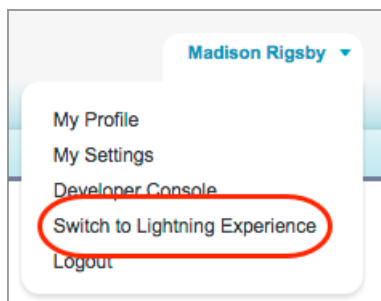 Madison Rigsby
My Profile
My Settings
Developer Console
Switch to Lightning Experience
Logout